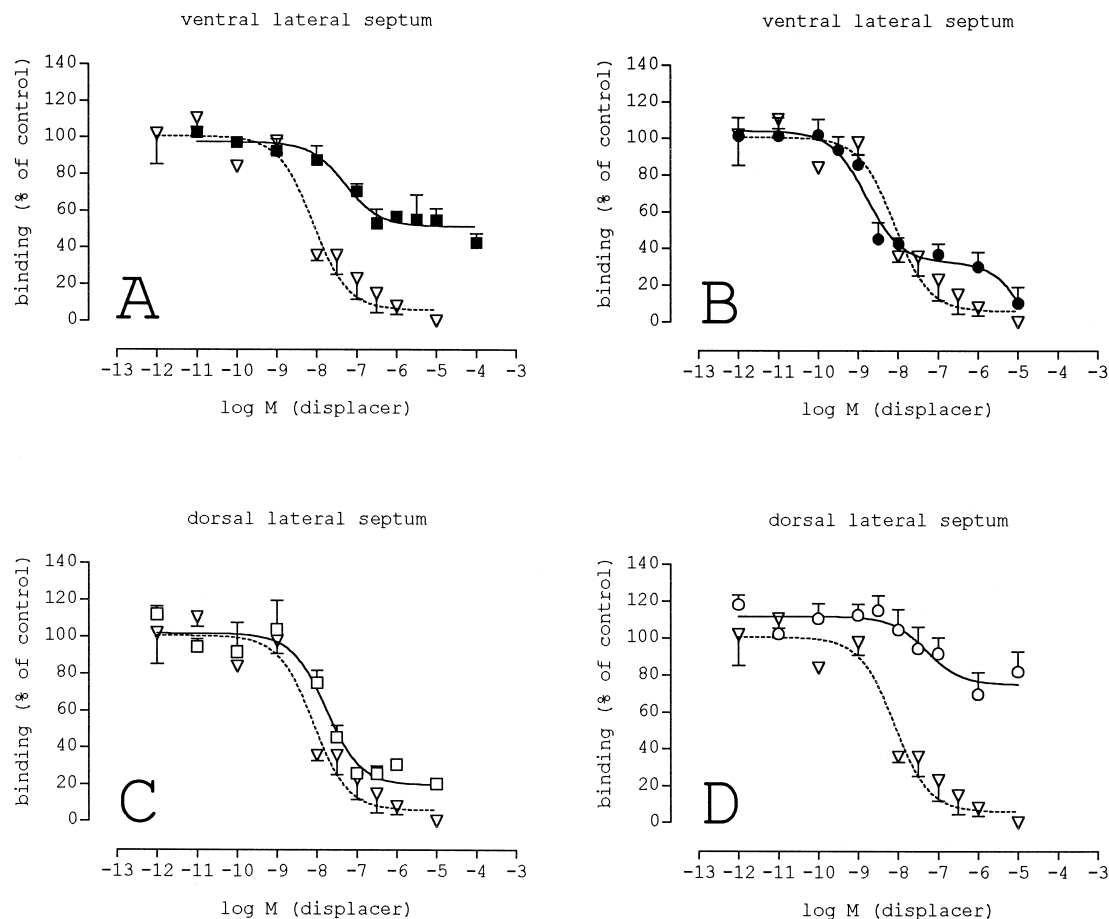 ventral lateral septum
binding (% of control)
140
120
100
80
60
40
20
0
A
-13 -12 -11 -10 -9 -8 -7 -6 -5 -4 -3
log M (displacer)
ventral lateral septum
binding (% of control)
140
120
100
80
60
40
20
0
B
-13 -12 -11 -10 -9 -8 -7 -6 -5 -4 -3
log M (displacer)
dorsal lateral septum
binding (% of control)
140
120
100
80
60
40
20
0
C
-13 -12 -11 -10 -9 -8 -7 -6 -5 -4 -3
log M (displacer)
dorsal lateral septum
binding (% of control)
140
120
100
80
60
40
20
0
D
-13 -12 -11 -10 -9 -8 -7 -6 -5 -4 -3
log M (displacer)